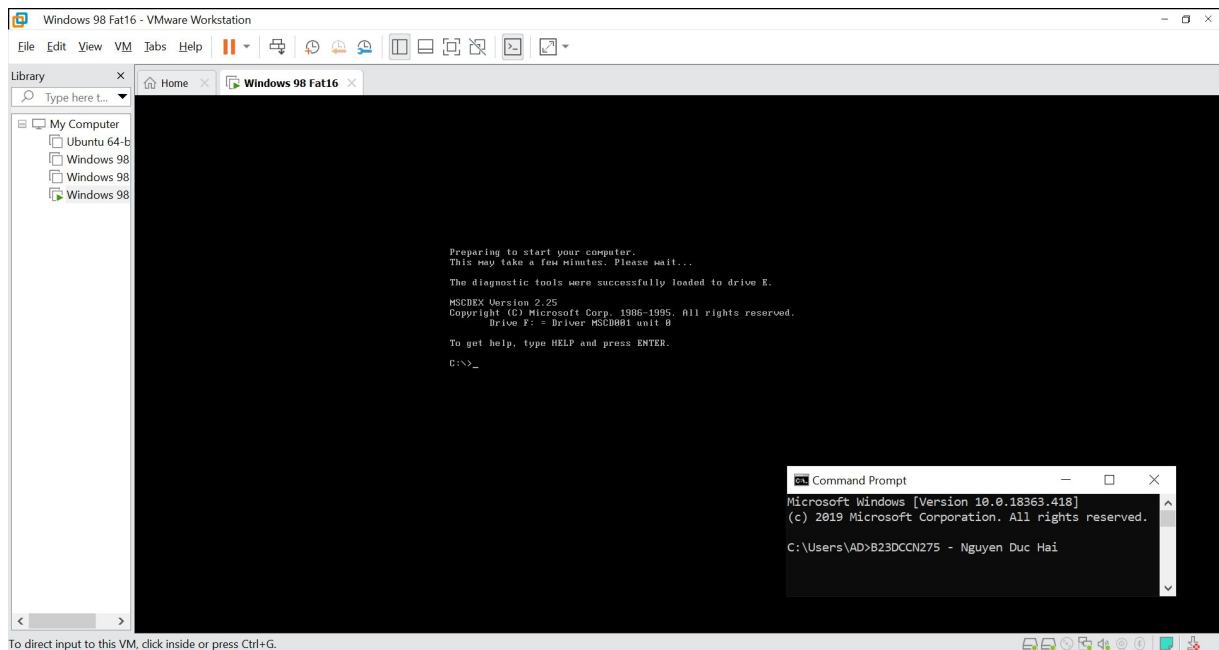 Windows 98 Fat16 - VMware Workstation
File Edit View VM Tabs Help
Library
Type here t...
Home
Windows 98 Fat16
My Computer
Ubuntu 64-b
Windows 98
Windows 98
Windows 98
Preparing to start your computer.
This may take a few minutes. Please wait...
The diagnostic tools were successfully loaded to drive E.
MSCDEX Version 2.25
Copyright (C) Microsoft Corp. 1986-1995. All rights reserved.
Drive F: = Driver MSCD001 unit 0
To get help, type HELP and press ENTER.
C:\>_
Command Prompt
Microsoft Windows [Version 10.0.18363.418]
(c) 2019 Microsoft Corporation. All rights reserved.
C:\Users\AD>B23DCCN275 - Nguyen Duc Hai
To direct input to this VM, click inside or press Ctrl+G.